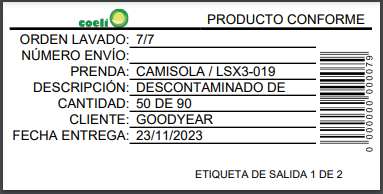 coeli PRODUCTO CONFORME
ORDEN LAVADO: 7/7
NÚMERO ENVÍO:
PRENDA: CAMISOLA / LSX3-019
DESCRIPCIÓN: DESCONTAMINADO DE
CANTIDAD: 50 DE 90
CLIENTE: GOODYEAR
FECHA ENTREGA: 23/11/2023
ETIQUETA DE SALIDA 1 DE 2